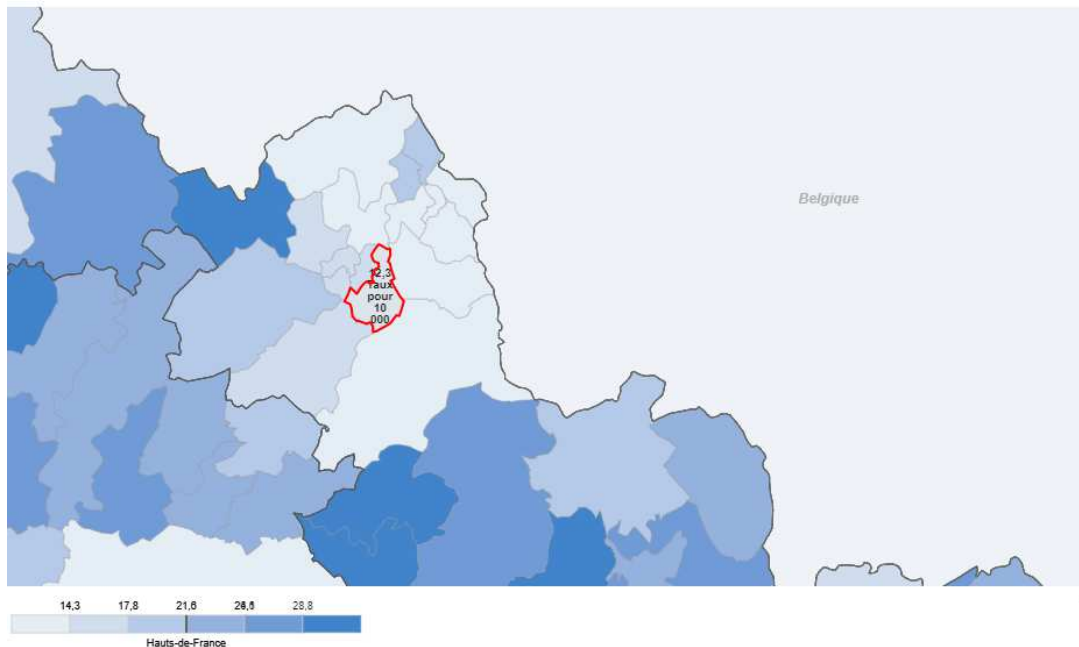 Belgique
12,3
Taux
pour
10
000
14,3 17,8 21,6 28,8
Hauts-de-France